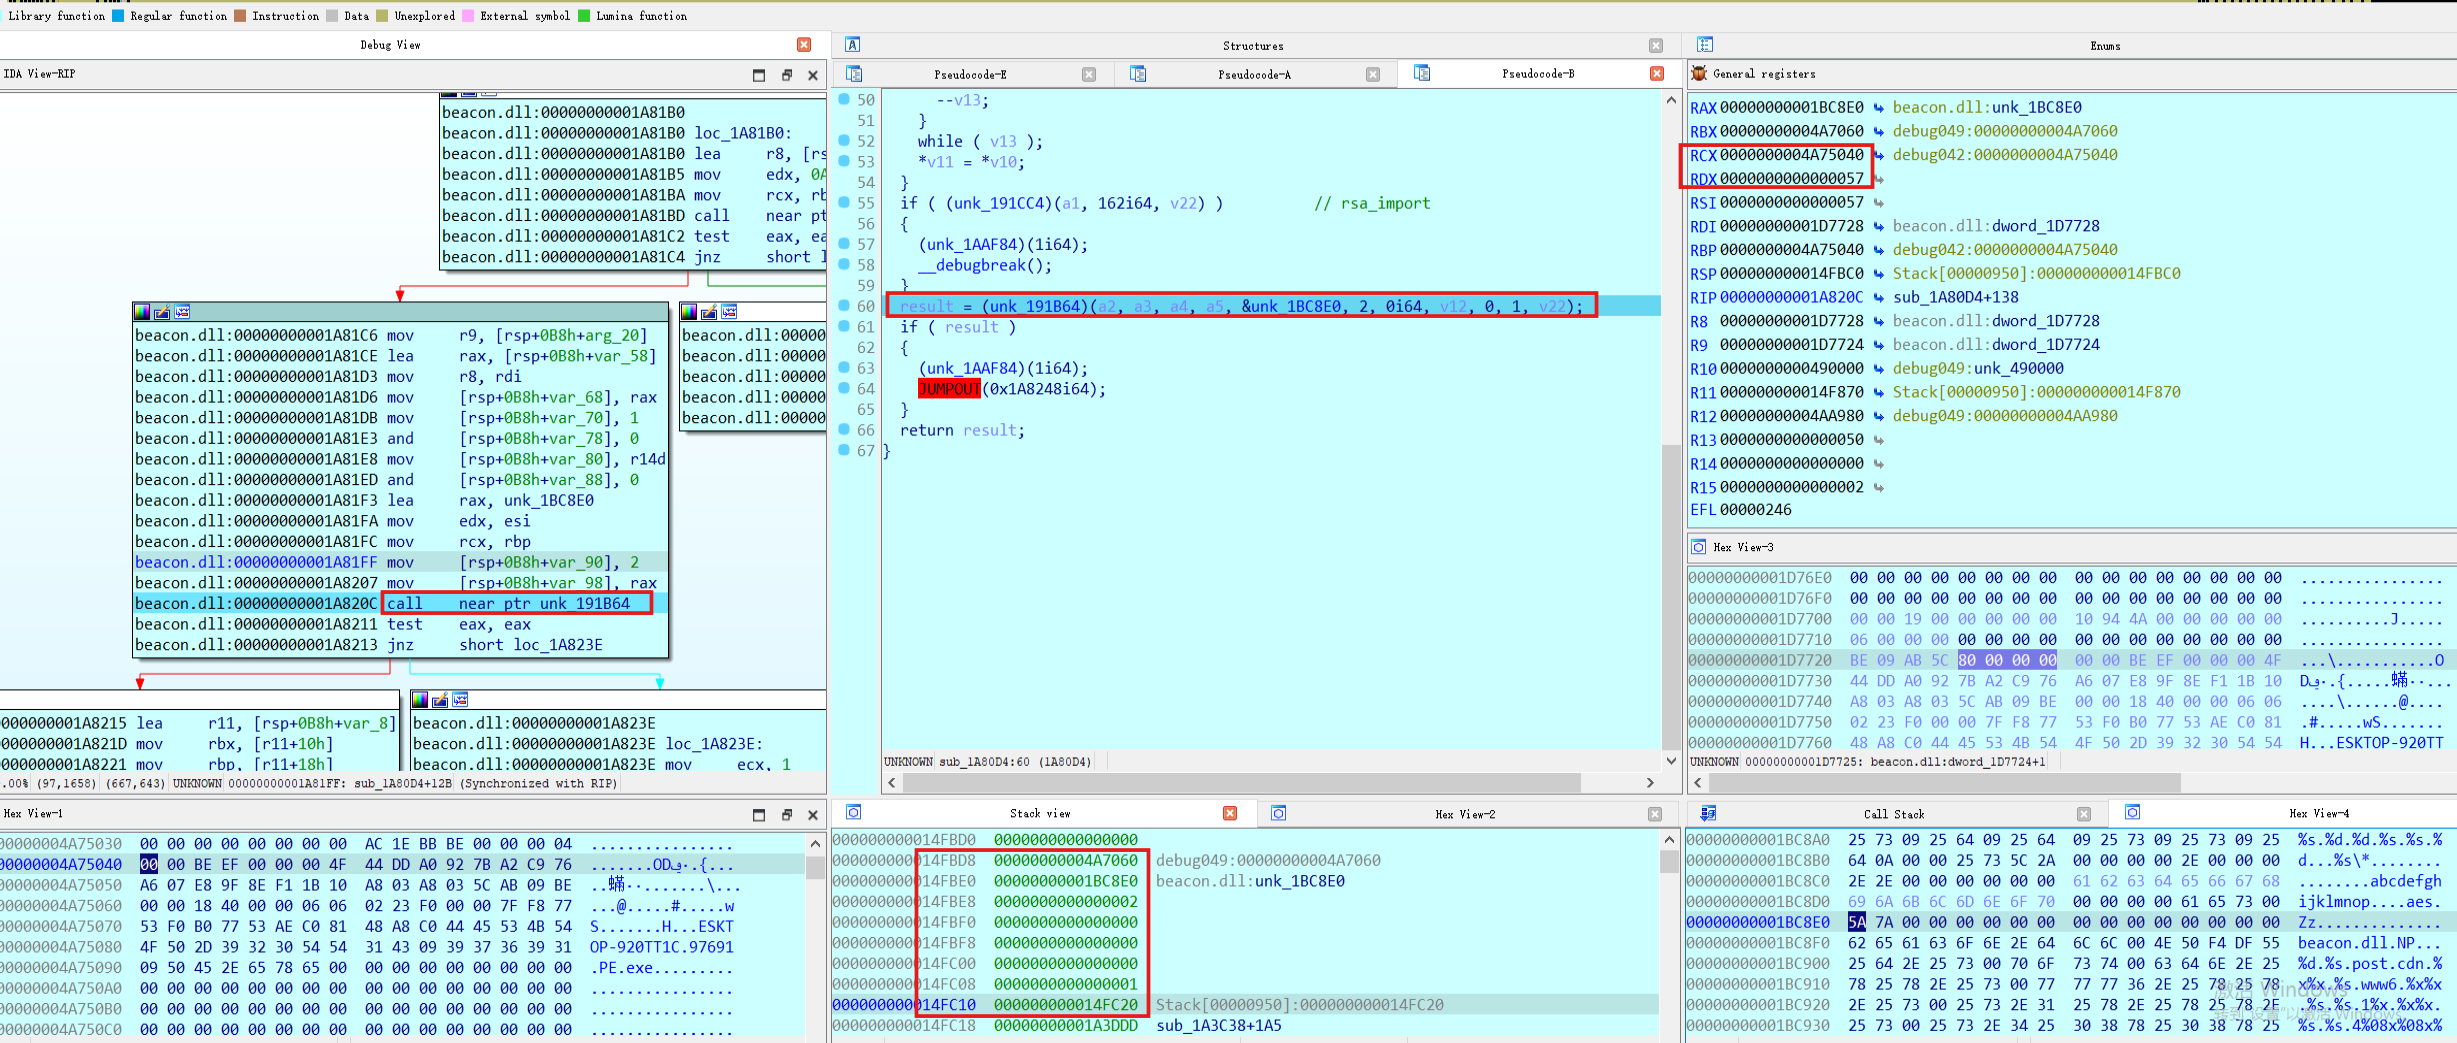 Library function Regular function Instruction Data Unexplored External symbol Lumina function
Debug View
IDA View-RIP
beacon.dll:00000000001A81B0
beacon.dll:00000000001A81B0 loc_1A81B0:
beacon.dll:00000000001A81B0 lea r8, [rs
beacon.dll:00000000001A81B5 mov edx, 0A
beacon.dll:00000000001A81BA mov rcx, rb
beacon.dll:00000000001A81BD call near pt
beacon.dll:00000000001A81C2 test eax, ea
beacon.dll:00000000001A81C4 jnz short l
beacon.dll:00000000001A81C6 mov r9, [rsp+0B8h+arg_20]
beacon.dll:00000000001A81CE lea rax, [rsp+0B8h+var_58]
beacon.dll:00000000001A81D3 mov r8, rdi
beacon.dll:00000000001A81D6 mov [rsp+0B8h+var_68], rax
beacon.dll:00000000001A81DB mov [rsp+0B8h+var_70], 1
beacon.dll:00000000001A81E3 and [rsp+0B8h+var_78], 0
beacon.dll:00000000001A81E8 mov [rsp+0B8h+var_80], r14d
beacon.dll:00000000001A81ED and [rsp+0B8h+var_88], 0
beacon.dll:00000000001A81F3 lea rax, unk_1BC8E0
beacon.dll:00000000001A81FA mov edx, esi
beacon.dll:00000000001A81FC mov rcx, rbp
beacon.dll:00000000001A81FF mov [rsp+0B8h+var_90], 2
beacon.dll:00000000001A8207 mov [rsp+0B8h+var_98], rax
beacon.dll:00000000001A820C call near ptr unk_191B64
beacon.dll:00000000001A8211 test eax, eax
beacon.dll:00000000001A8213 jnz short loc_1A823E
beacon.dll:00000
beacon.dll:00000
beacon.dll:00000
beacon.dll:00000
beacon.dll:00000
0000000001A8215 lea r11, [rsp+0B8h+var_8]
0000000001A821D mov rbx, [r11+10h]
0000000001A8221 mov rbp, [r11+18h]
beacon.dll:00000000001A823E
beacon.dll:00000000001A823E loc_1A823E:
beacon.dll:00000000001A823E mov ecx, 1
.00% (97,1658) (667,643) UNKNOWN 00000000001A81FF: sub_1A80D4+12B (Synchronized with RIP)
Structures
Pseudocode-E Pseudocode-A Pseudocode-B
50 --v13;
51 }
52 while ( v13 );
53 *v11 = *v10;
54 }
55 if ( (unk_191CC4)(a1, 162i64, v22) ) // rsa_import
56 {
57 (unk_1AAF84)(1i64);
58 __debugbreak();
59 }
60 result = (unk_191B64)(a2, a3, a4, a5, &unk_1BC8E0, 2, 0i64, v12, 0, 1, v22);
61 if ( result )
62 {
63 (unk_1AAF84)(1i64);
64 JUMPOUT(0x1A8248i64);
65 }
66 return result;
67 }
UNKNOWN sub_1A80D4:60 (1A80D4)
Enums
General registers
RAX 00000000001BC8E0 beacon.dll:unk_1BC8E0
RBX 00000000004A7060 debug049:00000000004A7060
RCX 0000000004A75040 debug042:0000000004A75040
RDX 0000000000000057
RSI 0000000000000057
RDI 00000000001D7728 beacon.dll:dword_1D7728
RBP 0000000004A75040 debug042:0000000004A75040
RSP 000000000014FBC0 Stack[00000950]:000000000014FBC0
RIP 00000000001A820C sub_1A80D4+138
R8 00000000001D7728 beacon.dll:dword_1D7728
R9 00000000001D7724 beacon.dll:dword_1D7724
R10 0000000000490000 debug049:unk_490000
R11 000000000014F870 Stack[00000950]:000000000014F870
R12 00000000004AA980 debug049:00000000004AA980
R13 0000000000000050
R14 0000000000000000
R15 0000000000000002
EFL 00000246
Hex View-3
00000000001D76E0 00 00 00 00 00 00 00 00 00 00 00 00 00 00 00 00 ................
00000000001D76F0 00 00 00 00 00 00 00 00 00 00 00 00 00 00 00 00 ................
00000000001D7700 00 00 19 00 00 00 00 00 10 94 4A 00 00 00 00 00 ..........J.....
00000000001D7710 06 00 00 00 00 00 00 00 00 00 00 00 00 00 00 00 ................
00000000001D7720 BE 09 AB 5C 80 00 00 00 00 00 BE EF 00 00 00 4F ...\...........O
00000000001D7730 44 DD A0 92 7B A2 C9 76 A6 07 E8 9F 8E F1 1B 10
00000000001D7740 A8 03 A8 03 5C AB 09 BE 00 00 18 40 00 00 06 06 ....\......@....
00000000001D7750 02 23 F0 00 00 7F F8 77 53 F0 B0 77 53 AE C0 81 .#.....wS...wS...
00000000001D7760 48 A8 C0 44 45 53 4B 54 4F 50 2D 39 32 30 54 54 H...ESKTOP-920TT
UNKNOWN 00000000001D7725: beacon.dll:dword_1D7724+1
Hex View-1
00000004A75030 00 00 00 00 00 00 00 00 AC 1E BB BE 00 00 00 04 ................
00000004A75040 00 00 BE EF 00 00 00 4F 44 DD A0 92 7B A2 C9 76
00000004A75050 A6 07 E8 9F 8E F1 1B 10 A8 03 A8 03 5C AB 09 BE
00000004A75060 00 00 18 40 00 00 06 06 02 23 F0 00 00 7F F8 77 ...@.....#.....w
00000004A75070 53 F0 B0 77 53 AE C0 81 48 A8 C0 44 45 53 4B 54 S.......H...ESKT
00000004A75080 4F 50 2D 39 32 30 54 54 31 43 09 39 37 36 39 31 OP-920TT1C.97691
00000004A75090 09 50 45 2E 65 78 65 00 00 00 00 00 00 00 00 00 .PE.exe.........
00000004A750A0 00 00 00 00 00 00 00 00 00 00 00 00 00 00 00 00 ................
00000004A750B0 00 00 00 00 00 00 00 00 00 00 00 00 00 00 00 00 ................
00000004A750C0 00 00 00 00 00 00 00 00 00 00 00 00 00 00 00 00 ................
Stack view Hex View-2
000000000014FBD0 0000000000000000
000000000014FBD8 00000000004A7060 debug049:00000000004A7060
000000000014FBE0 00000000001BC8E0 beacon.dll:unk_1BC8E0
000000000014FBE8 0000000000000002
000000000014FBF0 0000000000000000
000000000014FBF8 0000000000000000
000000000014FC00 0000000000000000
000000000014FC08 0000000000000001
000000000014FC10 000000000014FC20 Stack[00000950]:000000000014FC20
000000000014FC18 00000000001A3DDD sub_1A3C38+1A5
Call Stack Hex View-4
00000000001BC8A0 25 73 09 25 64 09 25 64 09 25 73 09 25 73 09 25 %s.%d.%d.%s.%s.%
00000000001BC8B0 64 0A 00 00 25 73 5C 2A 00 00 00 00 2E 00 00 00 d...%s\*........
00000000001BC8C0 2E 2E 00 00 00 00 00 00 61 62 63 64 65 66 67 68 ........abcdefgh
00000000001BC8D0 69 6A 6B 6C 6D 6E 6F 70 00 00 00 00 61 65 73 00 ijklmnop....aes.
00000000001BC8E0 5A 7A 00 00 00 00 00 00 00 00 00 00 00 00 00 00 Zz..............
00000000001BC8F0 62 65 61 63 6F 6E 2E 64 6C 6C 00 4E 50 F4 DF 55 beacon.dll.NP...
00000000001BC900 25 64 2E 25 73 00 70 6F 73 74 00 63 64 6E 2E 25 %d.%s.post.cdn.%
00000000001BC910 78 25 78 2E 25 73 00 77 77 77 36 2E 25 78 25 78 x%x.%s.www6.%x%x
00000000001BC920 2E 25 73 00 25 73 2E 31 25 78 2E 25 78 25 78 2E .%s.%s.1%x.%x%x.
00000000001BC930 25 73 00 25 73 2E 34 25 30 38 78 25 30 38 78 25 %s.%s.4%08x%08x%
激活 Windows
转到"设置"以激活 Windows。